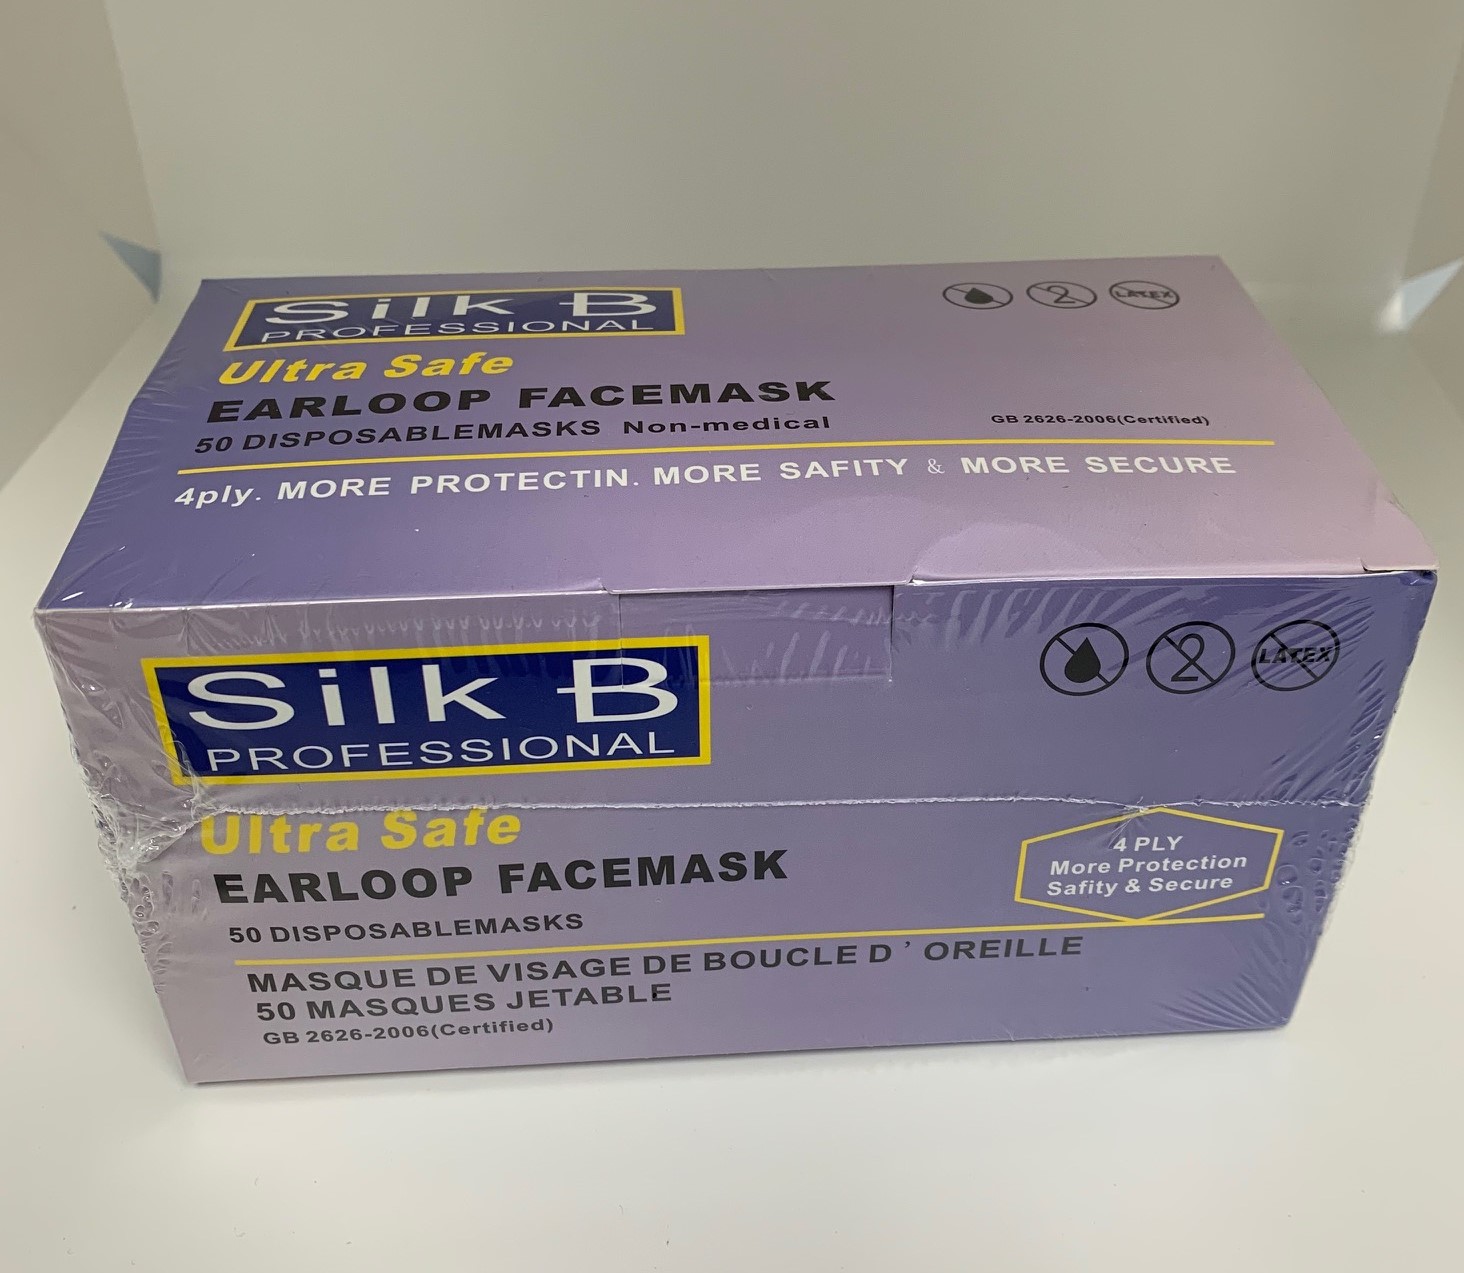 Silk B
PROFESSIONAL
Ultra Safe
EARLOOP FACEMASK
50 DISPOSABLEMASKS Non-medical
GB 2626-2006(Certified)
4ply. MORE PROTECTIN. MORE SAFITY & MORE SECURE
2
LATEX
Silk B
PROFESSIONAL
2
LATEX
Ultra Safe
EARLOOP FACEMASK
50 DISPOSABLEMASKS
4 PLY
More Protection
Safity & Secure
MASQUE DE VISAGE DE BOUCLE D ' OREILLE
50 MASQUES JETABLE
GB 2626-2006(Certified)